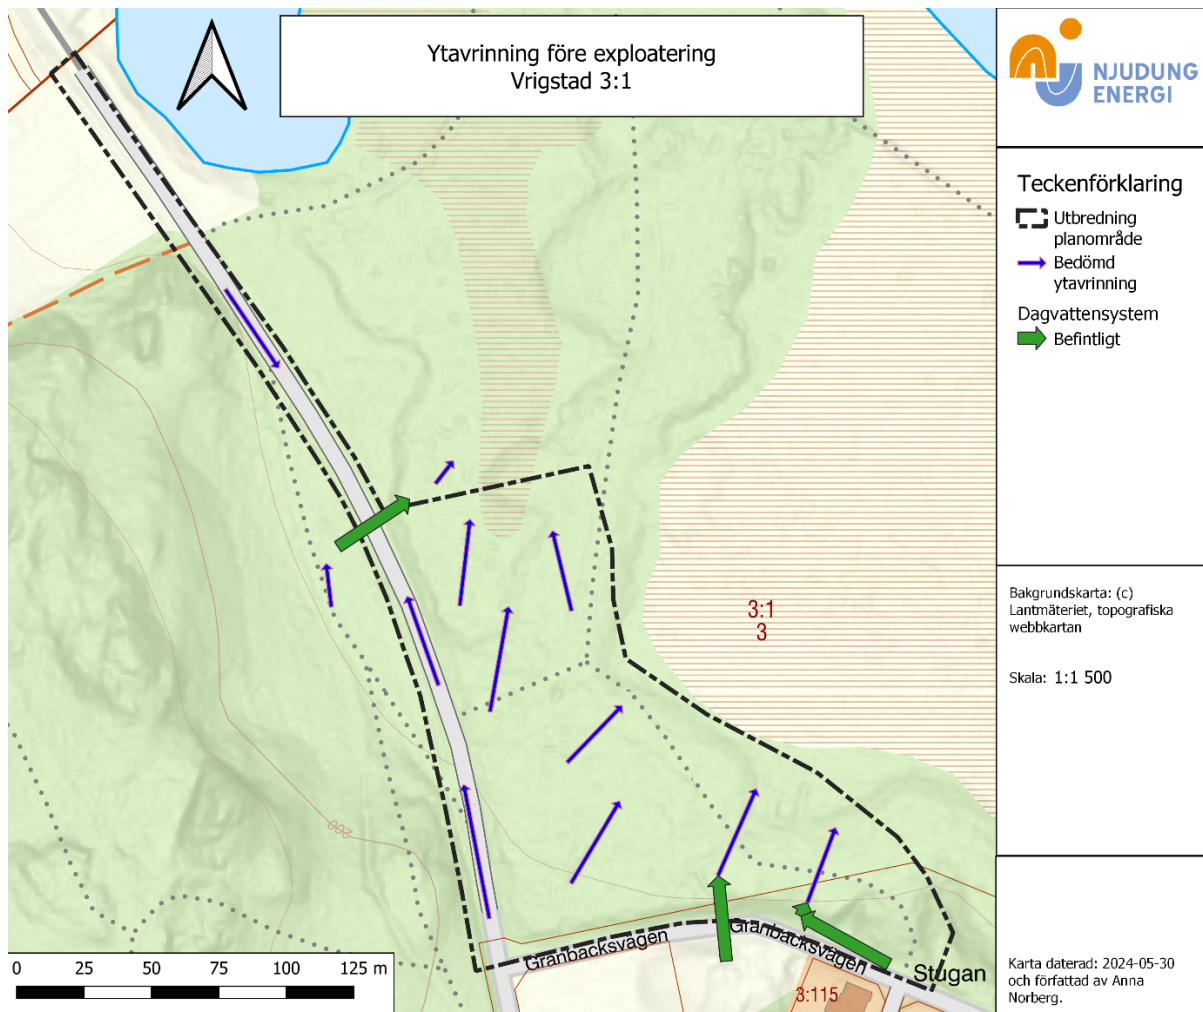 Ytavrinning före exploatering
Vrigstad 3:1
NJUDUNG
ENERGI
Teckenförklaring
Utbredning
planområde
Bedömd
ytavrinning
Dagvattensystem
Befintligt
3:1
3
Bakgrundskarta: (c)
Lantmäteriet, topografiska
webbkartan
Skala: 1:1 500
200
Granbacksvägen
Granbacksvägen
Stugan
3:115
0 25 50 75 100 125 m
Karta daterad: 2024-05-30
och författad av Anna
Norberg.